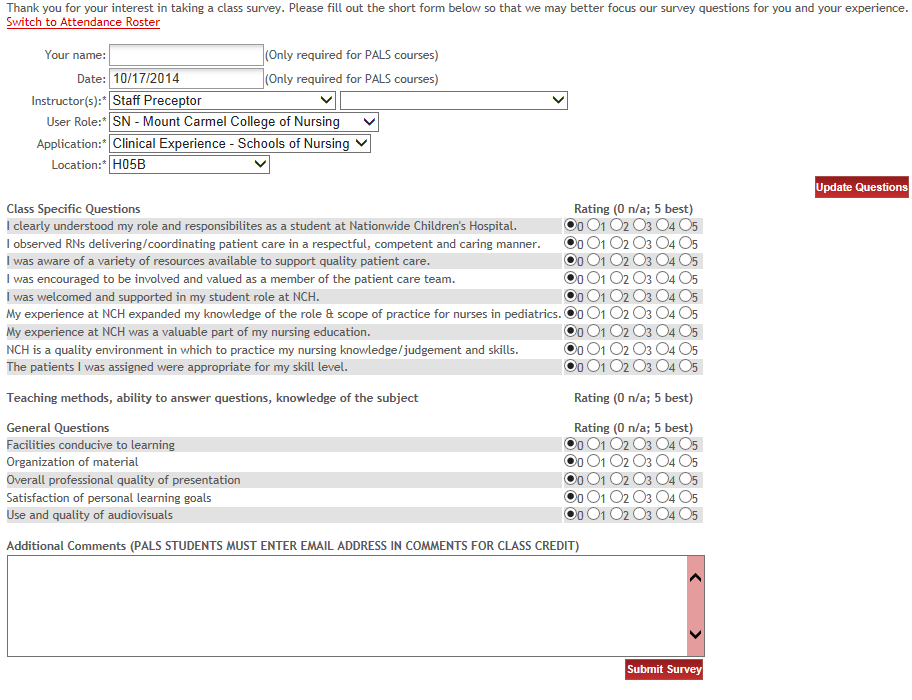 Thank you for your interest in taking a class survey. Please fill out the short form below so that we may better focus our survey questions for you and your experience.
Switch to Attendance Roster
Your name: (Only required for PALS courses)
Date: 10/17/2014 (Only required for PALS courses)
Instructor(s):* Staff Preceptor
User Role:* SN - Mount Carmel College of Nursing
Application:* Clinical Experience - Schools of Nursing
Location:* H05B
Update Questions
Class Specific Questions Rating (0 n/a; 5 best)
I clearly understood my role and responsibilites as a student at Nationwide Children's Hospital. 0 1 2 3 4 5
I observed RNs delivering/coordinating patient care in a respectful, competent and caring manner. 0 1 2 3 4 5
I was aware of a variety of resources available to support quality patient care. 0 1 2 3 4 5
I was encouraged to be involved and valued as a member of the patient care team. 0 1 2 3 4 5
I was welcomed and supported in my student role at NCH. 0 1 2 3 4 5
My experience at NCH expanded my knowledge of the role & scope of practice for nurses in pediatrics. 0 1 2 3 4 5
My experience at NCH was a valuable part of my nursing education. 0 1 2 3 4 5
NCH is a quality environment in which to practice my nursing knowledge/judgement and skills. 0 1 2 3 4 5
The patients I was assigned were appropriate for my skill level. 0 1 2 3 4 5
Teaching methods, ability to answer questions, knowledge of the subject Rating (0 n/a; 5 best)
General Questions Rating (0 n/a; 5 best)
Facilities conducive to learning 0 1 2 3 4 5
Organization of material 0 1 2 3 4 5
Overall professional quality of presentation 0 1 2 3 4 5
Satisfaction of personal learning goals 0 1 2 3 4 5
Use and quality of audiovisuals 0 1 2 3 4 5
Additional Comments (PALS STUDENTS MUST ENTER EMAIL ADDRESS IN COMMENTS FOR CLASS CREDIT)
Submit Survey